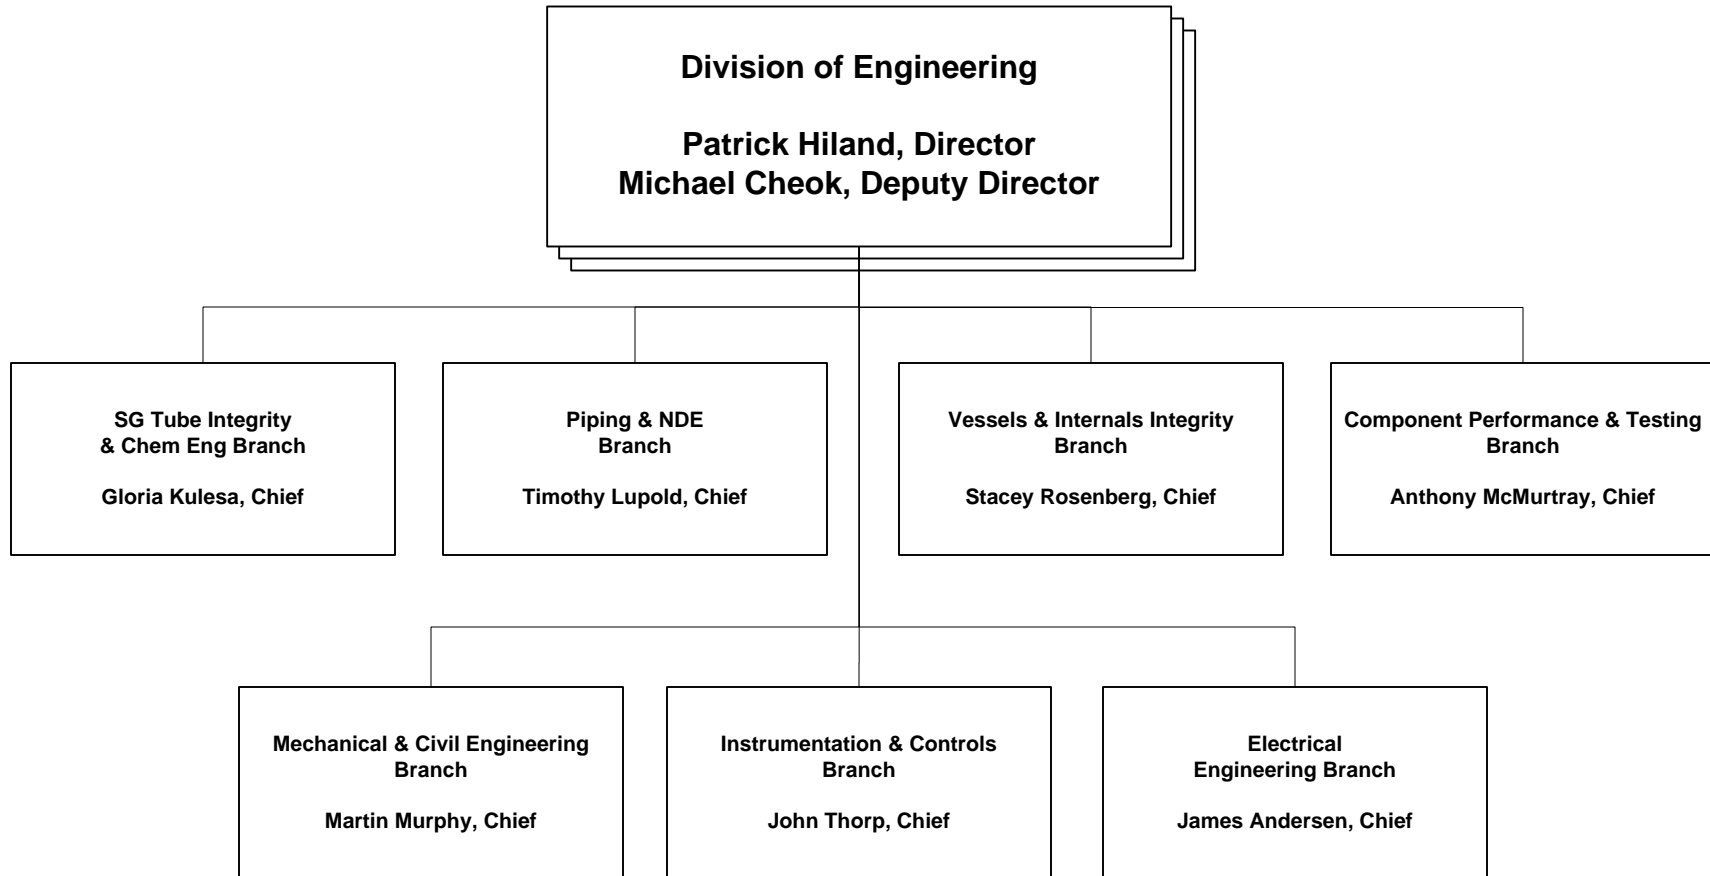 Division of Engineering
Patrick Hiland, Director
Michael Cheok, Deputy Director
SG Tube Integrity
& Chem Eng Branch
Gloria Kulesa, Chief
Piping & NDE
Branch
Timothy Lupold, Chief
Vessels & Internals Integrity
Branch
Stacey Rosenberg, Chief
Component Performance & Testing
Branch
Anthony McMurtray, Chief
Mechanical & Civil Engineering
Branch
Martin Murphy, Chief
Instrumentation & Controls
Branch
John Thorp, Chief
Electrical
Engineering Branch
James Andersen, Chief